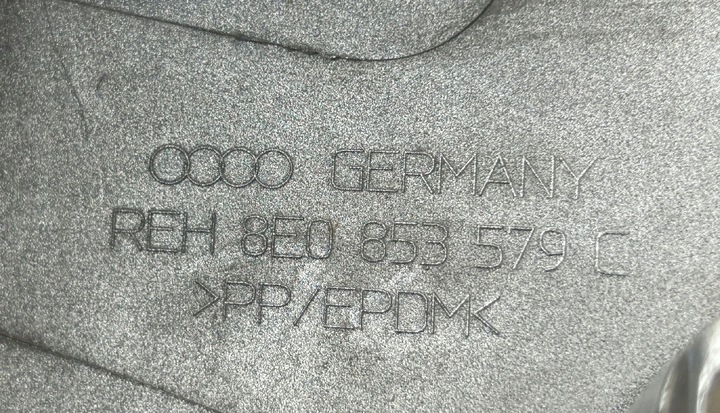 GERMANY
REH 8E0 853 579 C
>PP/EPDM<